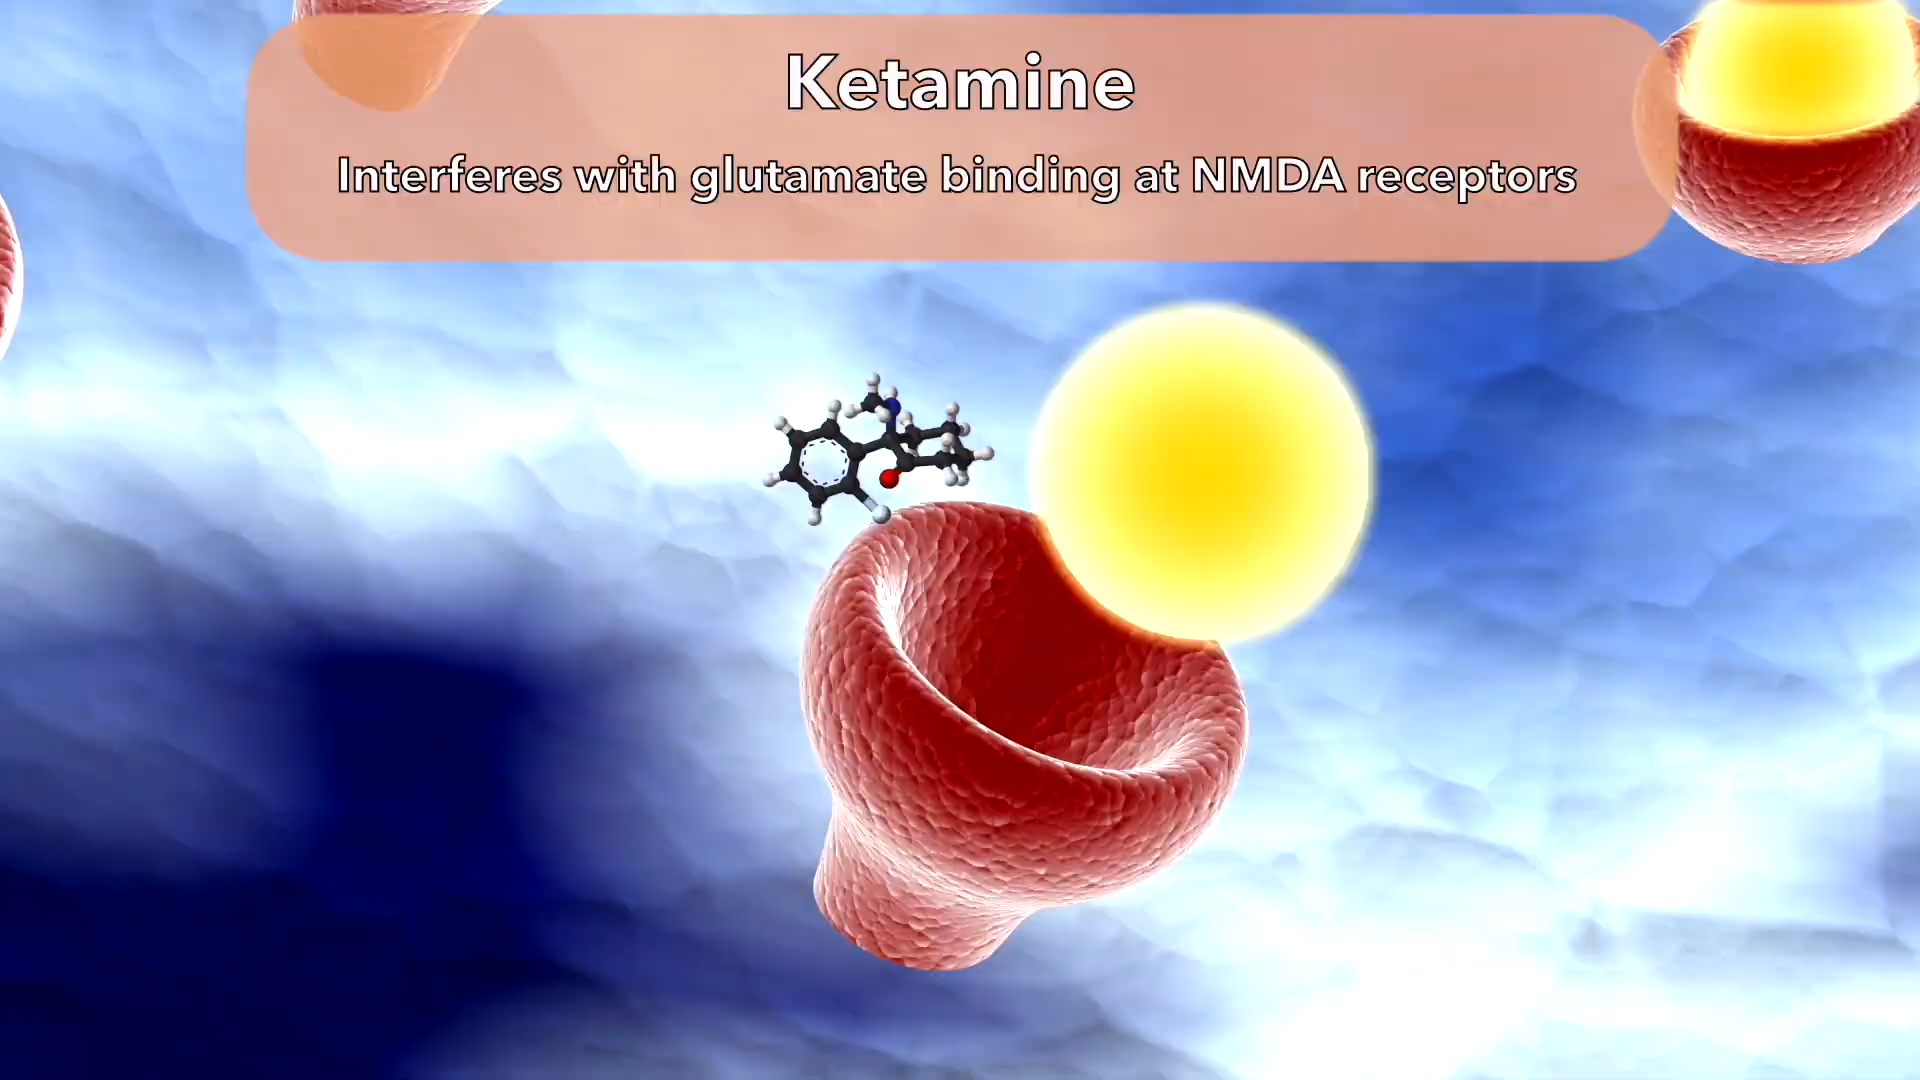 Ketamine
Interferes with glutamate binding at NMDA receptors